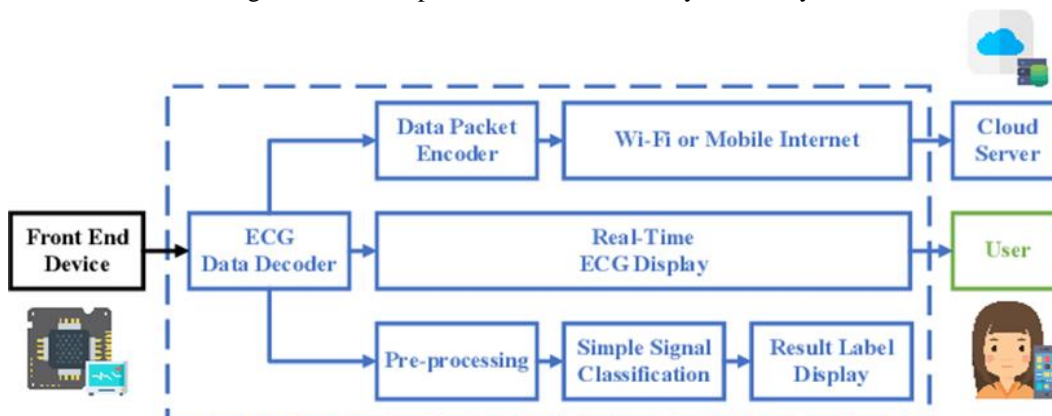 Data Packet
Encoder
Wi-Fi or Mobile Internet
Cloud
Server
Front End
Device
ECG
Data Decoder
Real-Time
ECG Display
User
Pre-processing
Simple Signal
Classification
Result Label
Display